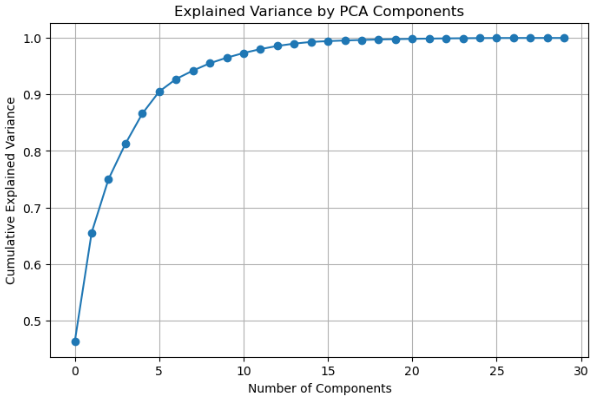 Explained Variance by PCA Components
Cumulative Explained Variance
1.0
0.9
0.8
0.7
0.6
0.5
0 5 10 15 20 25 30
Number of Components